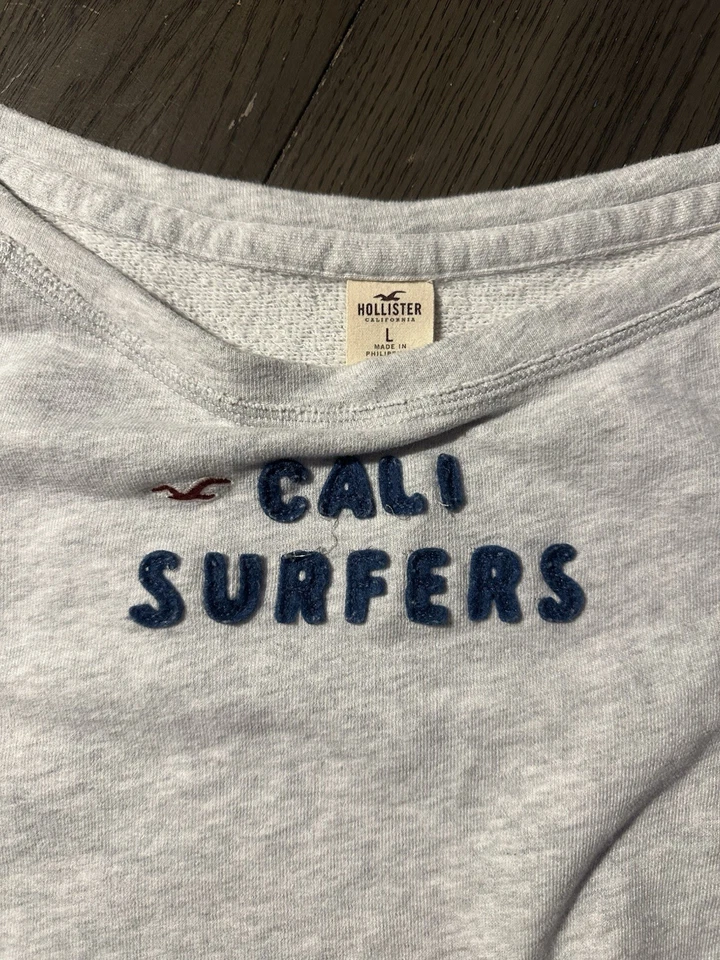 HOLLISTER
CALIFORNIA
L
MADE IN
CALI
SURFERS